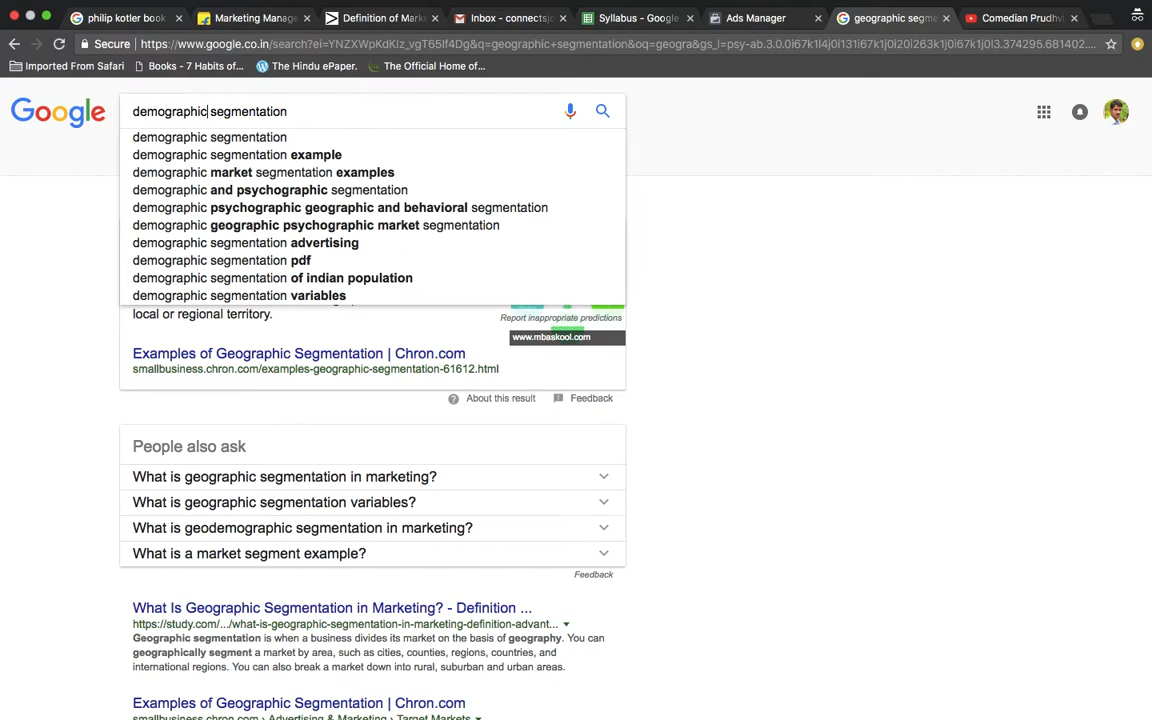 philip kotler book
Marketing Manage
Definition of Mark
Inbox - connectsjo
Syllabus - Google
Ads Manager
geographic segme
Comedian Prudhvi
Secure
https://www.google.co.in/search?ei=YNZXWpKdKIz_vgT65If4Dg&q=geographic+segmentation&oq=geogra&gs_l=psy-ab.3.0.0i67k1l4j0i131i67k1j0i20i263k1j0i67k1j0l3.374295.681402....
Imported From Safari
Books - 7 Habits of...
The Hindu ePaper.
The Official Home of...
Google
demographic segmentation
demographic segmentation
demographic segmentation example
demographic market segmentation examples
demographic and psychographic segmentation
demographic psychographic geographic and behavioral segmentation
demographic geographic psychographic market segmentation
demographic segmentation advertising
demographic segmentation pdf
demographic segmentation of indian population
demographic segmentation variables
local or regional territory.
Report inappropriate predictions
www.mbaskool.com
Examples of Geographic Segmentation | Chron.com
smallbusiness.chron.com/examples-geographic-segmentation-61612.html
About this result
Feedback
People also ask
What is geographic segmentation in marketing?
What is geographic segmentation variables?
What is geodemographic segmentation in marketing?
What is a market segment example?
Feedback
What Is Geographic Segmentation in Marketing? - Definition ...
https://study.com/.../what-is-geographic-segmentation-in-marketing-definition-advant...
Geographic segmentation is when a business divides its market on the basis of geography. You can
geographically segment a market by area, such as cities, counties, regions, countries, and
international regions. You can also break a market down into rural, suburban and urban areas.
Examples of Geographic Segmentation | Chron.com
smallbusiness.chron.com › Advertising & Marketing › Target Markets